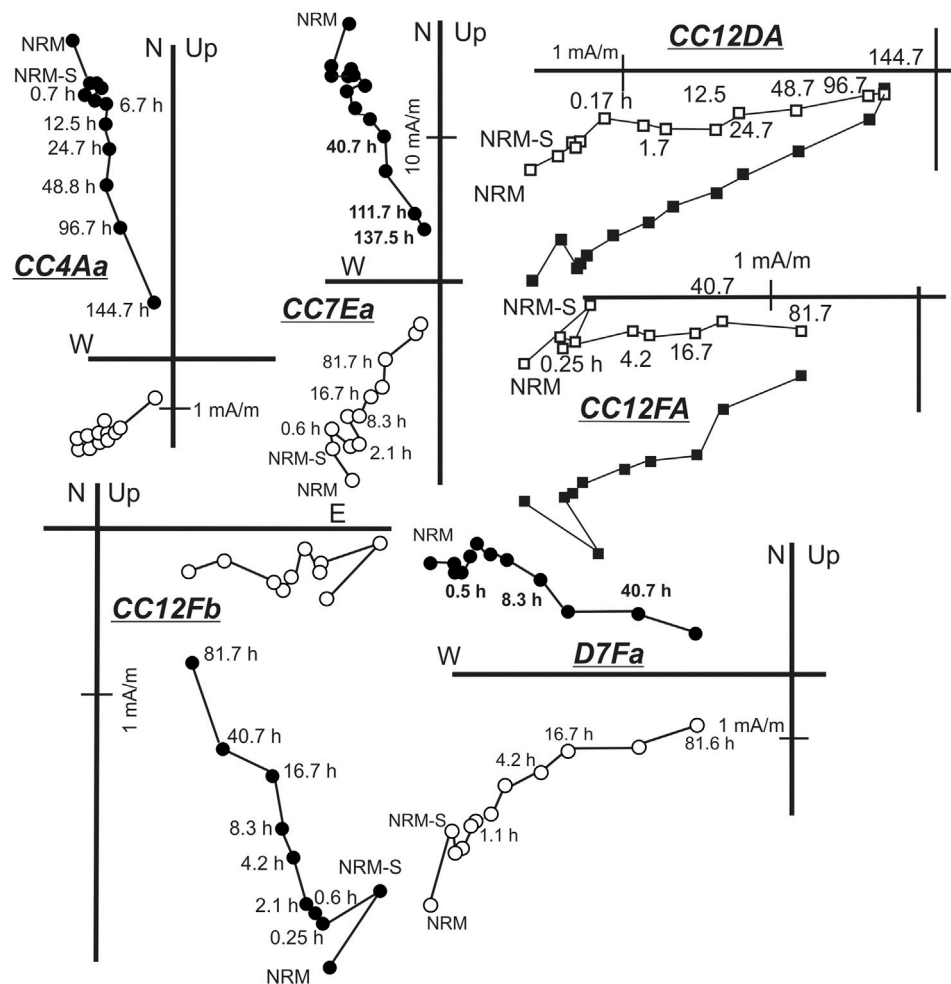 NRM
N Up
NRM-S
0.7 h
6.7 h
12.5 h
24.7 h
48.8 h
96.7 h
CC4Aa
144.7 h
W
1 mA/m
NRM
N Up
10 mA/m
40.7 h
111.7 h
137.5 h
W
CC7Ea
81.7 h
16.7 h
8.3 h
0.6 h
2.1 h
NRM-S
NRM
CC12DA
1 mA/m
144.7
96.7
48.7
12.5
0.17 h
24.7
1.7
NRM-S
NRM
1 mA/m
40.7
NRM-S
81.7
0.25 h
4.2
16.7
NRM
CC12FA
N Up
E
CC12Fb
81.7 h
1 mA/m
40.7 h
16.7 h
8.3 h
4.2 h
NRM-S
2.1 h
0.6 h
0.25 h
NRM
NRM
N Up
0.5 h
8.3 h
40.7 h
W
D7Fa
1 mA/m
16.7 h
81.6 h
4.2 h
NRM-S
1.1 h
NRM